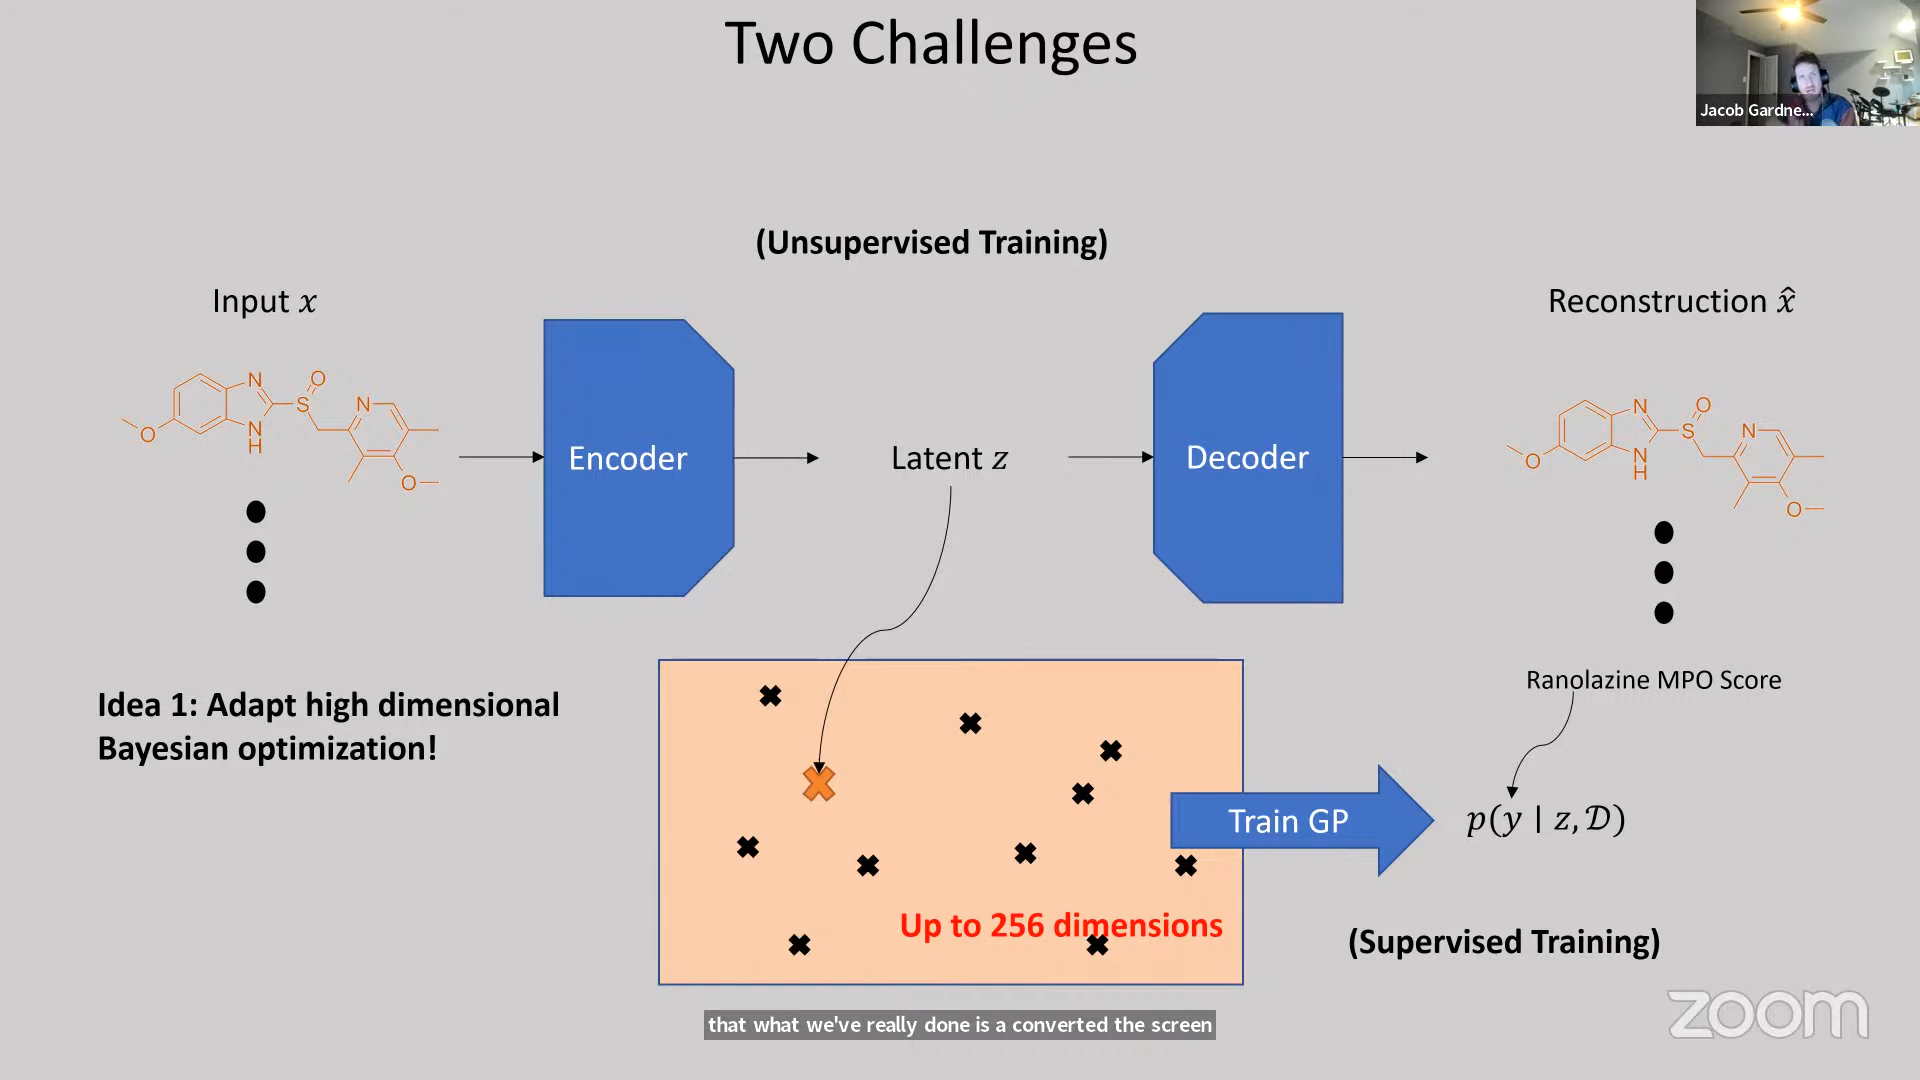 Two Challenges
Jacob Gardne...
(Unsupervised Training)
Input x
Reconstruction x̂
N
O
S
N
N
H
O
O
N
O
S
N
N
H
O
O
Encoder
Latent z
Decoder
Idea 1: Adapt high dimensional
Bayesian optimization!
Ranolazine MPO Score
Train GP
p(y | z, 𝒟)
Up to 256 dimensions
(Supervised Training)
that what we've really done is a converted the screen
zoom